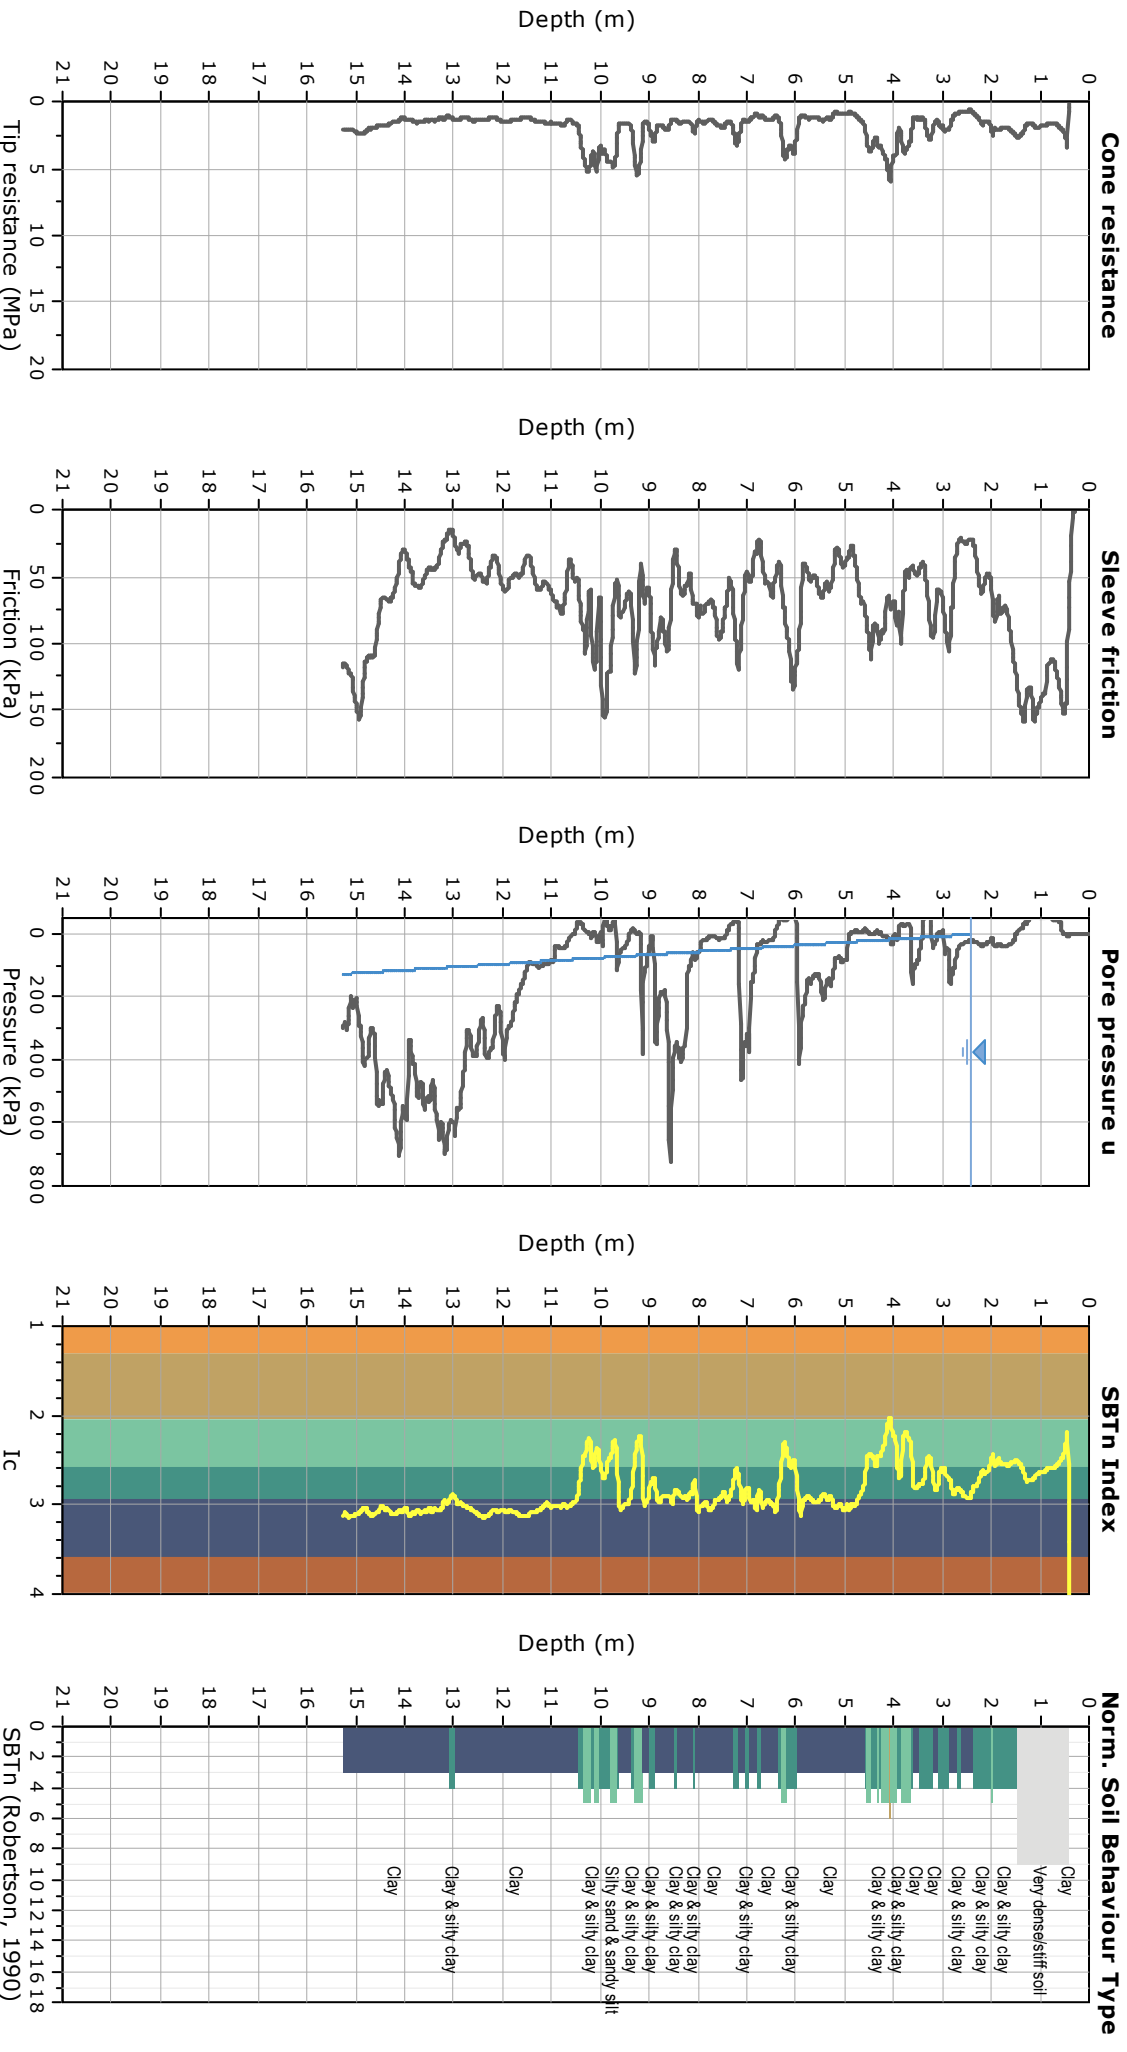 Cone resistance
Depth (m)
0
1
2
3
4
5
6
7
8
9
10
11
12
13
14
15
16
17
18
19
20
21
0 5 10 15 20
Tip resistance (MPa)
Sleeve friction
Depth (m)
0
1
2
3
4
5
6
7
8
9
10
11
12
13
14
15
16
17
18
19
20
21
0 50 100 150 200
Friction (kPa)
Pore pressure u
Depth (m)
0
1
2
3
4
5
6
7
8
9
10
11
12
13
14
15
16
17
18
19
20
21
0 200 400 600 800
Pressure (kPa)
SBTn Index
Depth (m)
0
1
2
3
4
5
6
7
8
9
10
11
12
13
14
15
16
17
18
19
20
21
1 2 3 4
Ic
Norm. Soil Behaviour Type
Depth (m)
0
1
2
3
4
5
6
7
8
9
10
11
12
13
14
15
16
17
18
19
20
21
Clay
Very dense/stiff soil
Clay & silty clay
Clay & silty clay
Clay & silty clay
Clay
Clay
Clay & silty clay
Clay & silty clay
Clay
Clay & silty clay
Clay
Clay & silty clay
Clay
Clay & silty clay
Clay & silty clay
Clay & silty clay
Clay & silty clay
Silty sand & sandy silt
Clay & silty clay
Clay
Clay & silty clay
Clay
0 2 4 6 8 10 12 14 16 18
SBTn (Robertson, 1990)